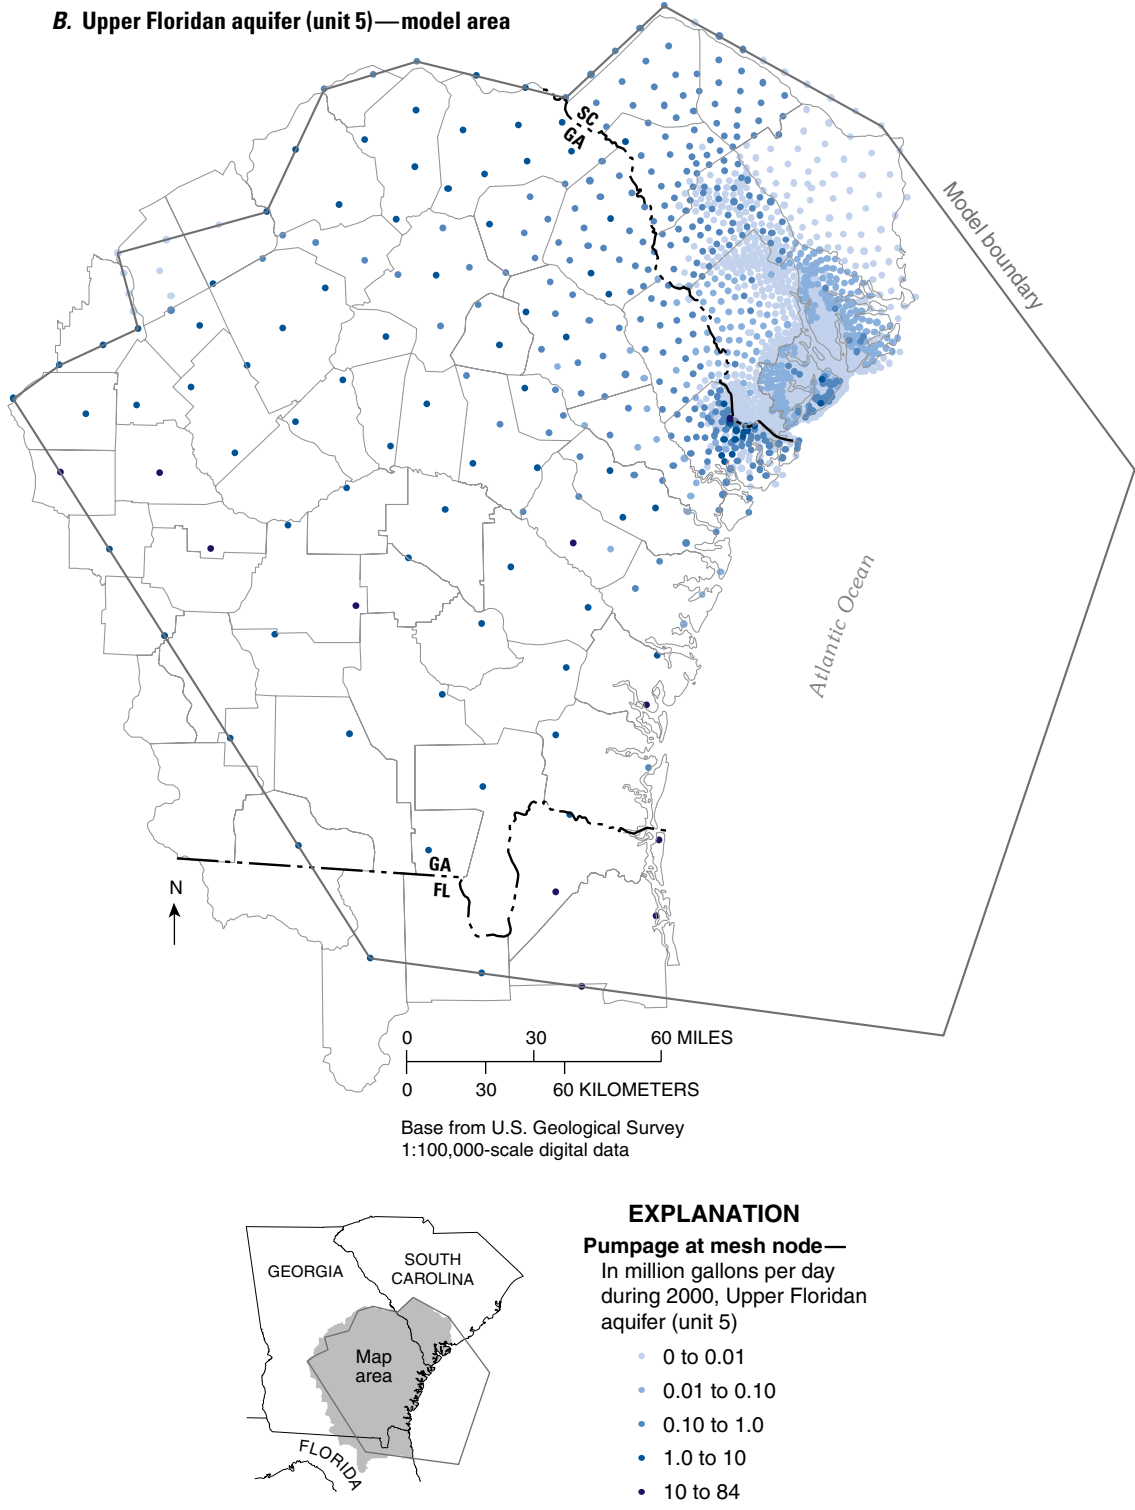 B. Upper Floridan aquifer (unit 5)—model area
SC
GA
Model boundary
Atlantic Ocean
GA
FL
N
0 30 60 MILES
0 30 60 KILOMETERS
Base from U.S. Geological Survey
1:100,000-scale digital data
GEORGIA
SOUTH
CAROLINA
Map
area
FLORIDA
EXPLANATION
Pumpage at mesh node—
In million gallons per day
during 2000, Upper Floridan
aquifer (unit 5)
0 to 0.01
0.01 to 0.10
0.10 to 1.0
1.0 to 10
10 to 84